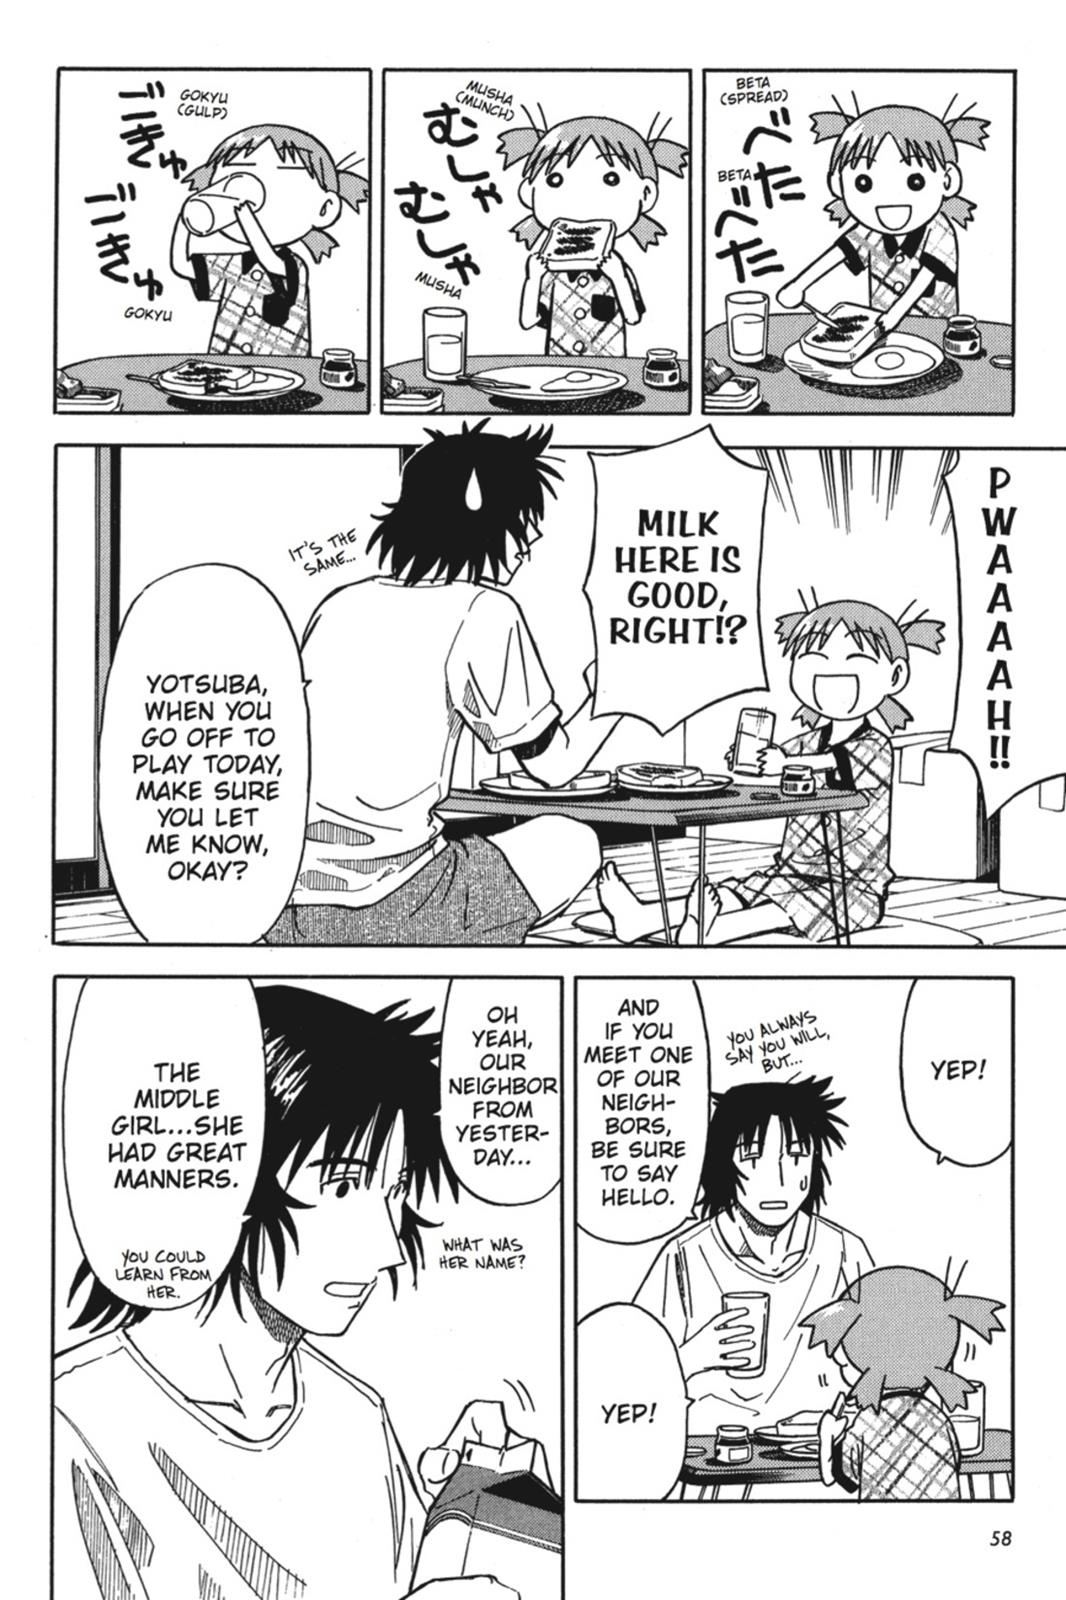 BETA
(SPREAD)
べた
BETA
べた
MUSHA
(MUNCH)
むしゃ
むしゃ
MUSHA
GOKYU
(GULP)
ごきゅ
ごきゅ
GOKYU
PWAAAAH!!
MILK
HERE IS
GOOD,
RIGHT!?
IT'S THE
SAME...
YOTSUBA,
WHEN YOU
GO OFF TO
PLAY TODAY,
MAKE SURE
YOU LET
ME KNOW,
OKAY?
YEP!
YOU ALWAYS
SAY YOU WILL,
BUT...
AND
IF YOU
MEET ONE
OF OUR
NEIGH-
BORS,
BE SURE
TO SAY
HELLO.
YEP!
OH
YEAH,
OUR
NEIGHBOR
FROM
YESTER-
DAY...
WHAT WAS
HER NAME?
THE
MIDDLE
GIRL...SHE
HAD GREAT
MANNERS.
YOU COULD
LEARN FROM
HER.
58